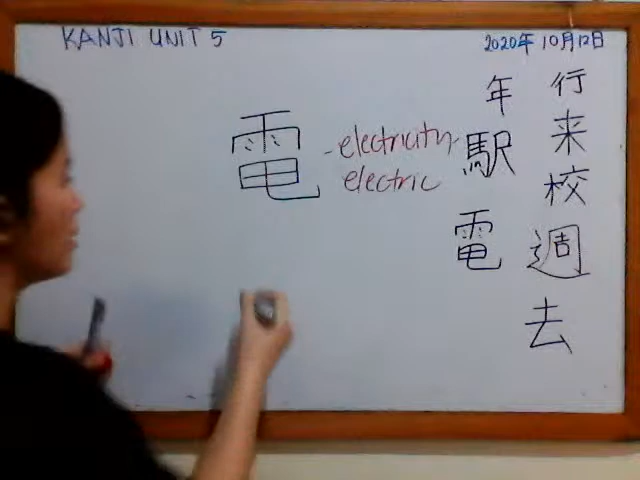 KANJI UNIT 5
2020年10月12日
電
-electricity-
electric
行来校週去
年駅電